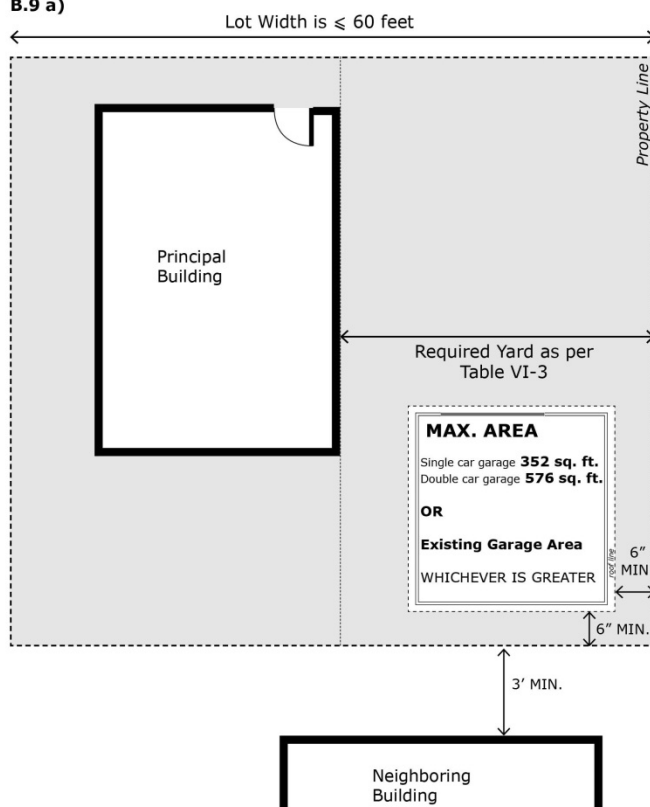 B.9 a)
Lot Width is ⩽ 60 feet
Property Line
Principal
Building
Required Yard as per
Table VI-3
MAX. AREA
Single car garage 352 sq. ft.
Double car garage 576 sq. ft.
OR
Existing Garage Area
WHICHEVER IS GREATER
roof line
6”
MIN
6” MIN.
3’ MIN.
Neighboring
Building